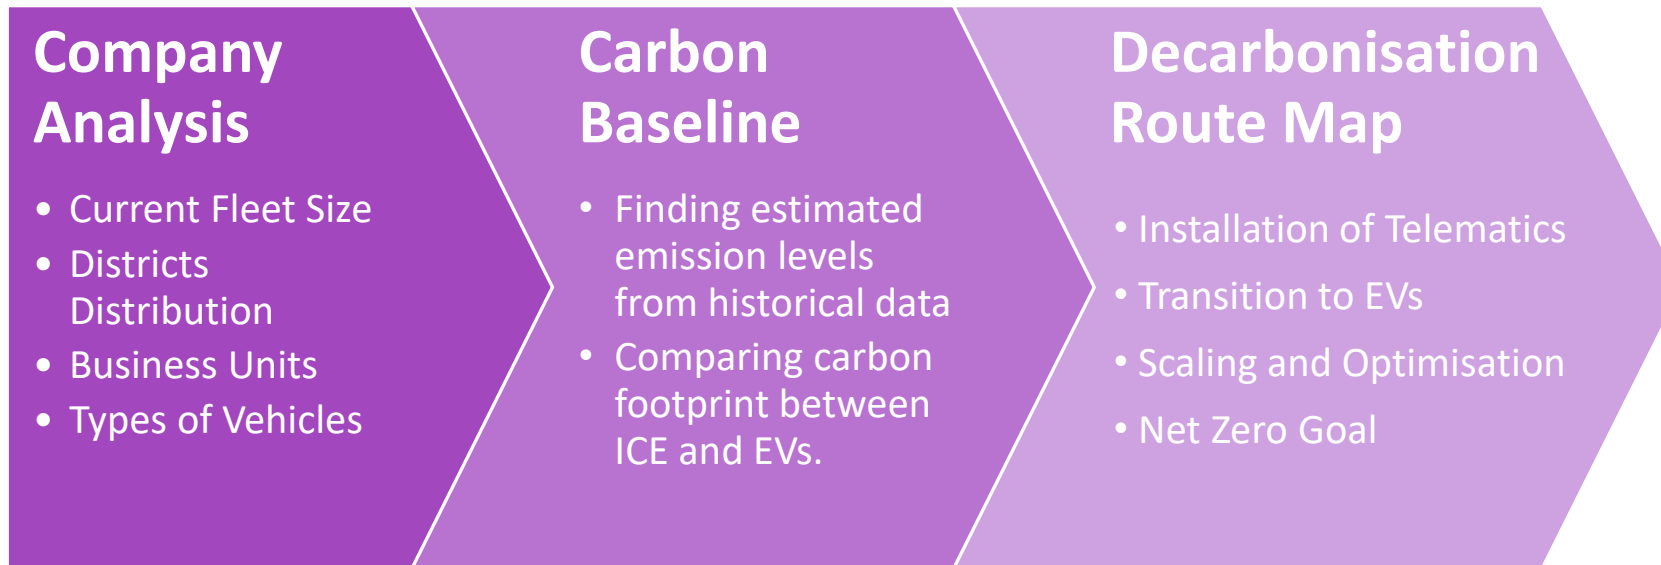 Company
Analysis
• Current Fleet Size
• Districts
Distribution
• Business Units
• Types of Vehicles
Carbon
Baseline
• Finding estimated
emission levels
from historical data
• Comparing carbon
footprint between
ICE and EVs.
Decarbonisation
Route Map
• Installation of Telematics
• Transition to EVs
• Scaling and Optimisation
• Net Zero Goal